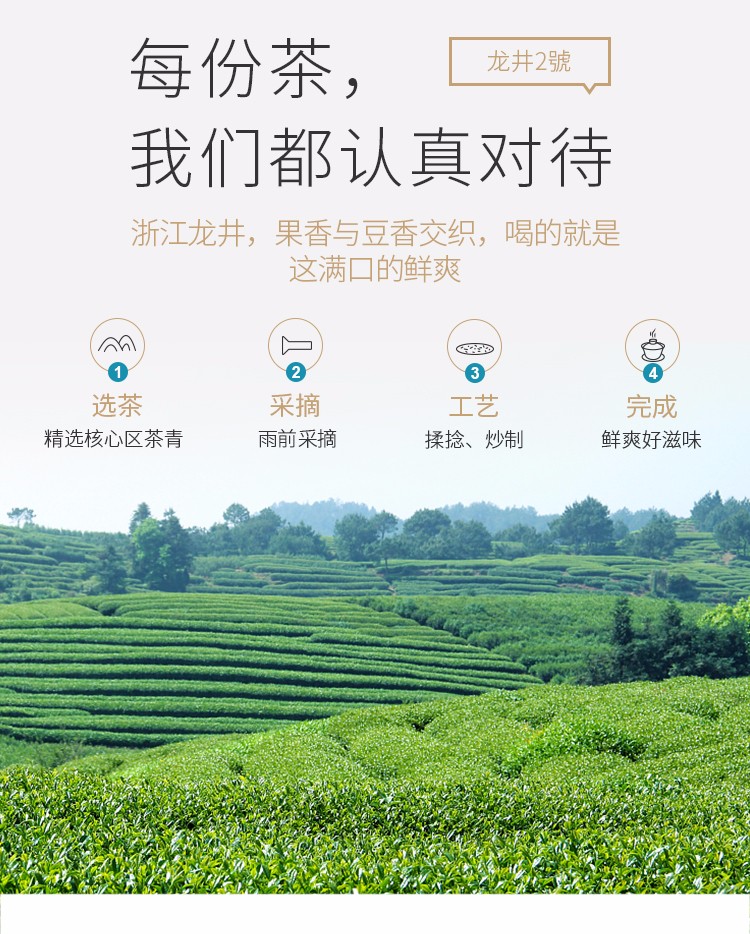 每份茶，
龙井2號
我们都认真对待
浙江龙井，果香与豆香交织，喝的就是
这满口的鲜爽
1
2
3
4
选茶
采摘
工艺
完成
精选核心区茶青
雨前采摘
揉捻、炒制
鲜爽好滋味